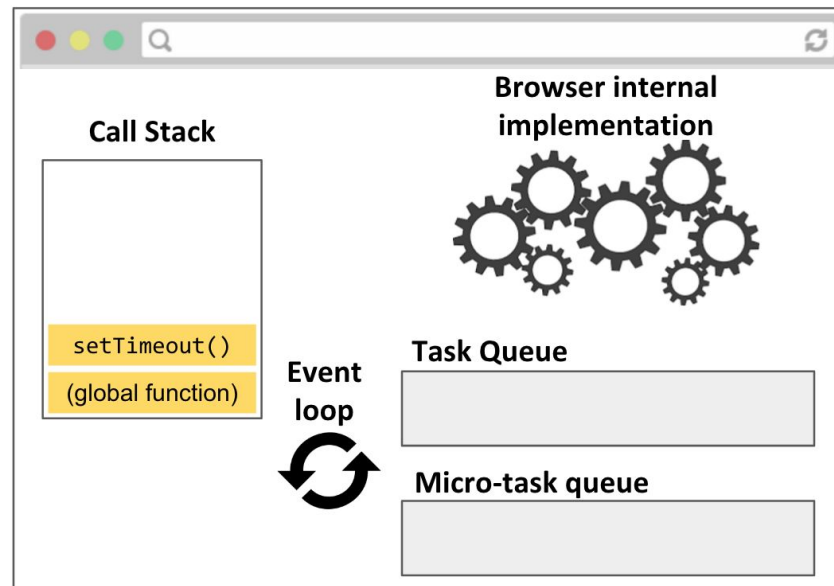 Browser internal
implementation
Call Stack
setTimeout()
(global function)
Event
loop
Task Queue
Micro-task queue